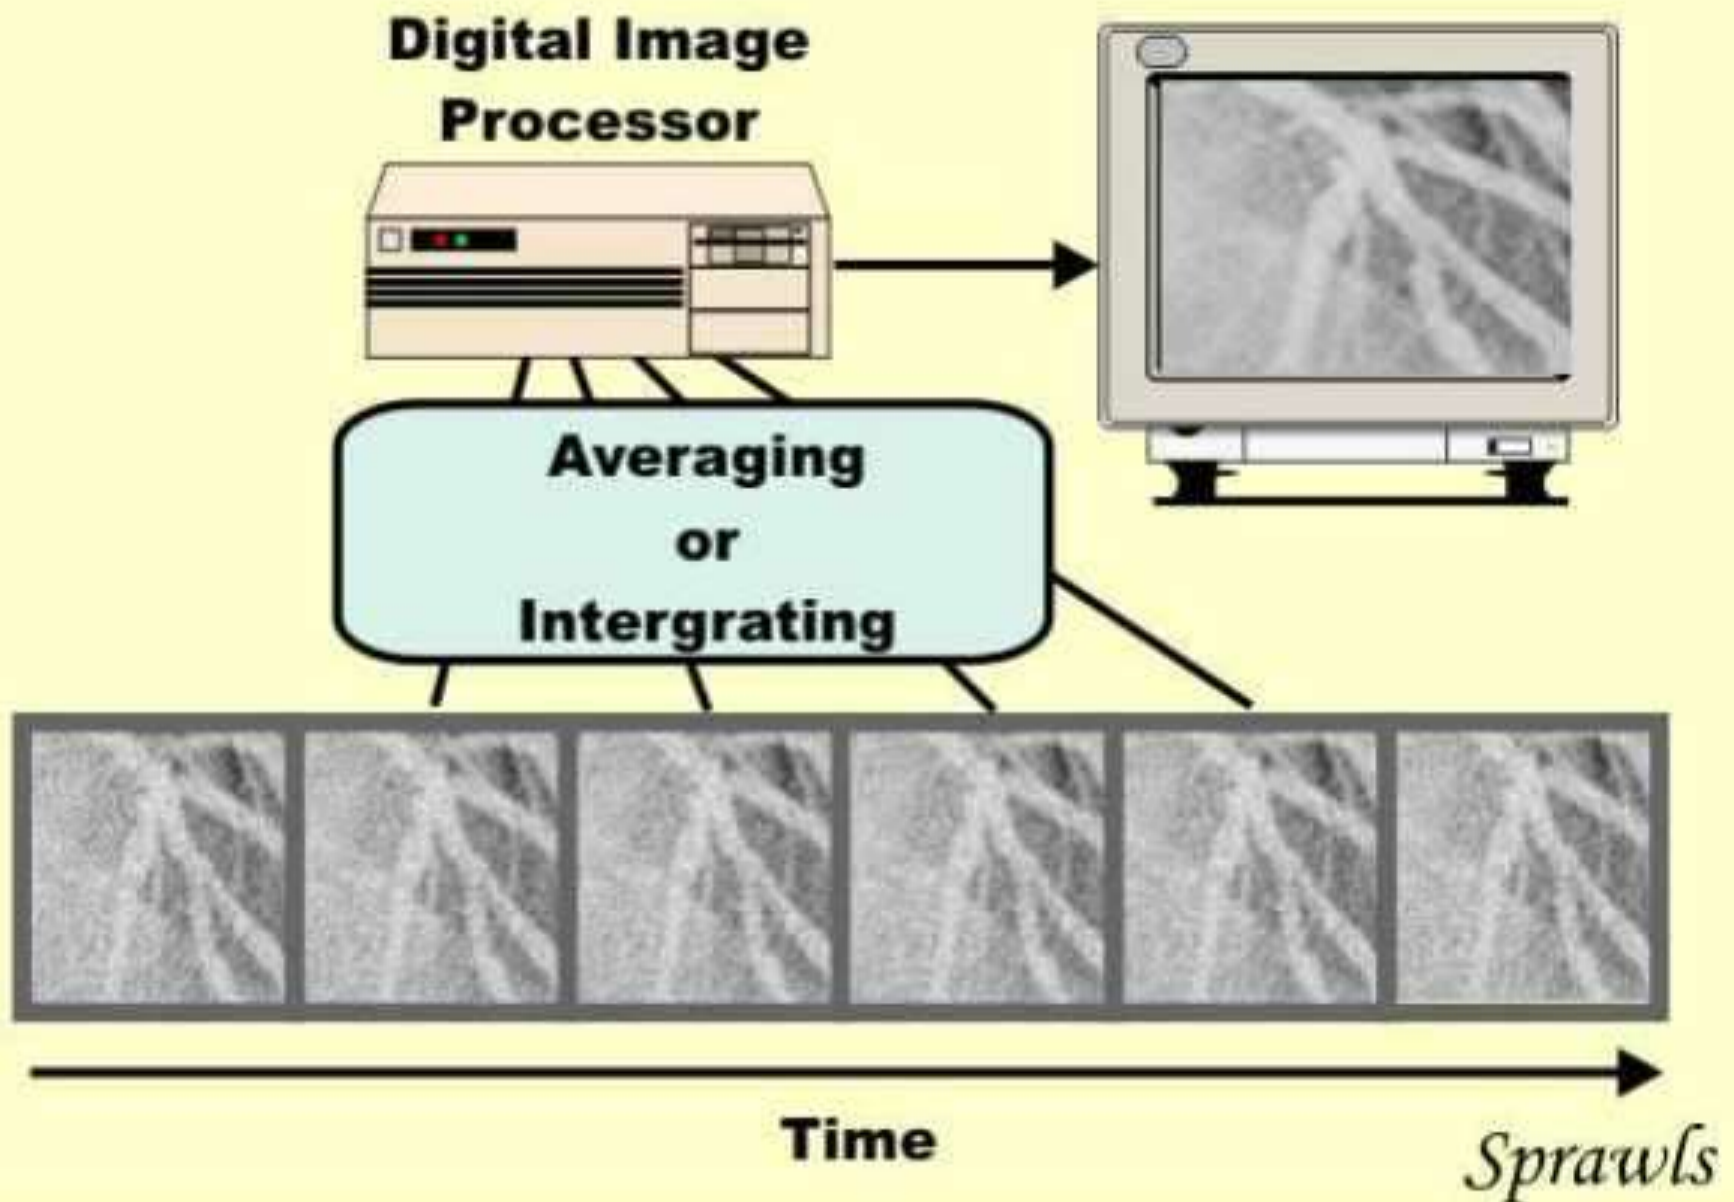 Digital Image
Processor
Averaging
or
Intergrating
Time
Sprawls